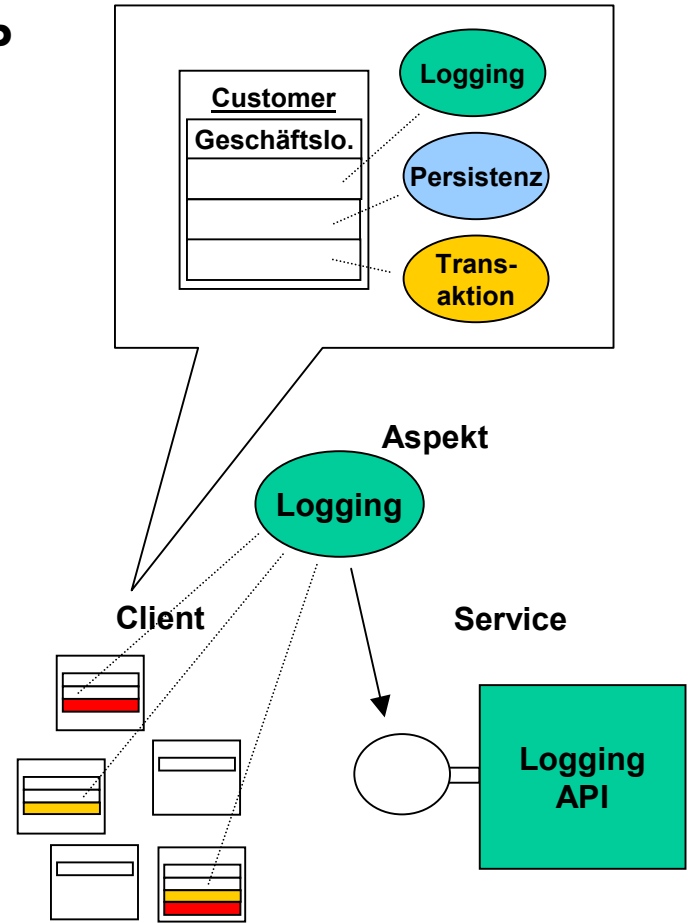 P
Customer
Geschäftslo.
Logging
Persistenz
Trans-
aktion
Aspekt
Logging
Client
Service
Logging
API